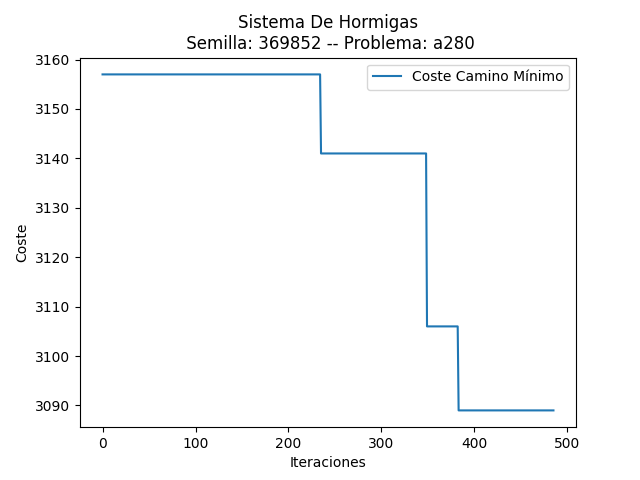 Sistema De Hormigas
Semilla: 369852 -- Problema: a280
Coste Camino Mínimo
3160
3150
3140
3130
3120
3110
3100
3090
Coste
0 100 200 300 400 500
Iteraciones